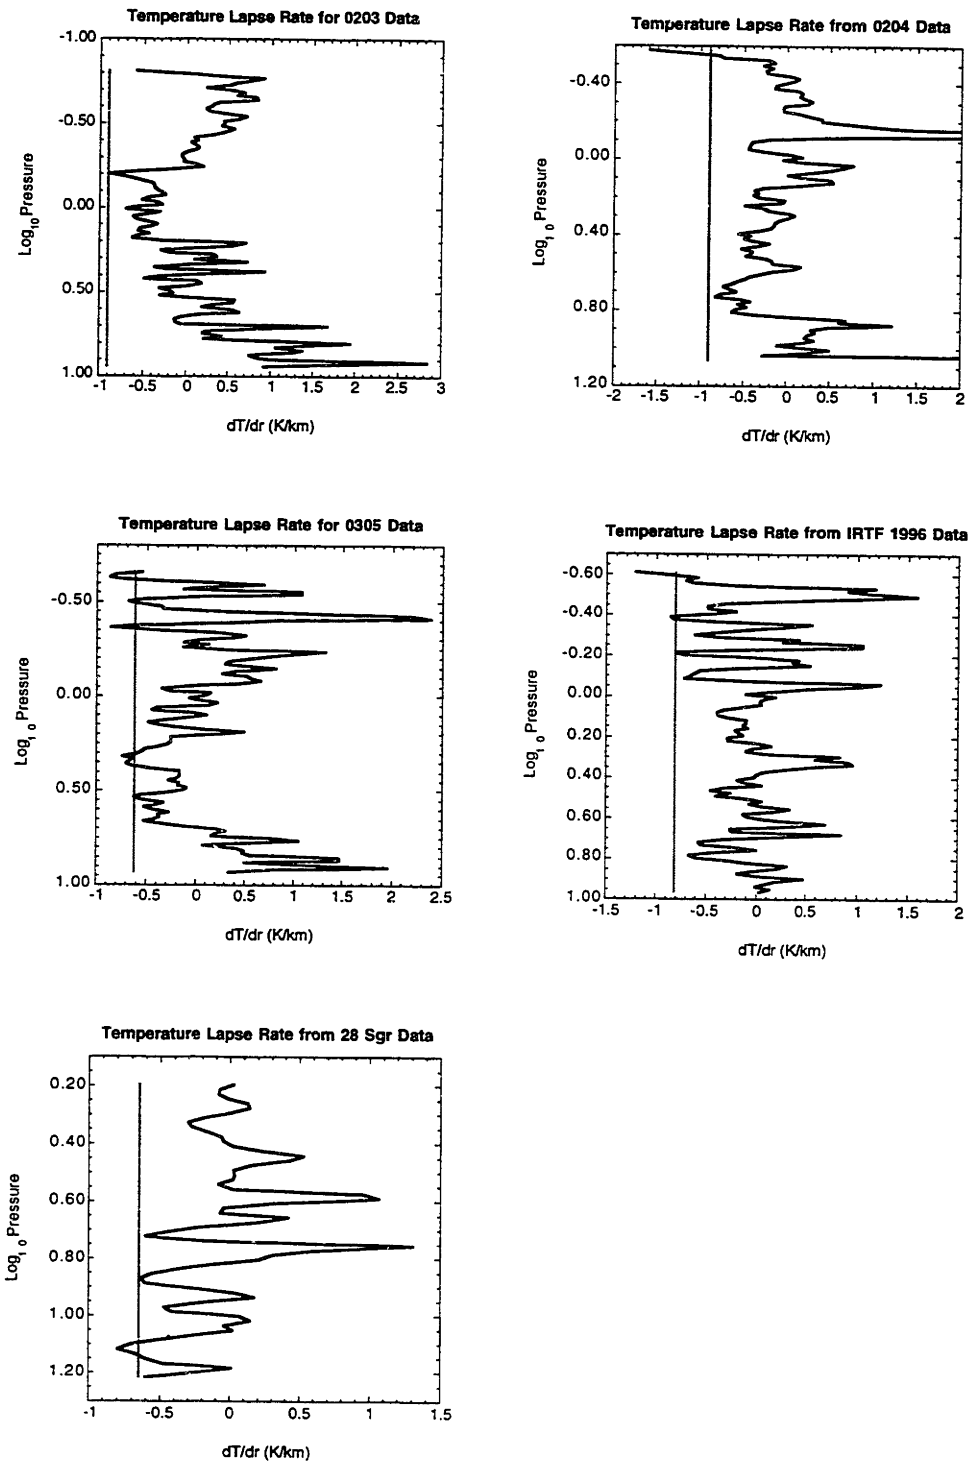 Temperature Lapse Rate for 0203 Data
-1.00
-0.50
0.00
0.50
1.00
Log10 Pressure
-1 -0.5 0 0.5 1 1.5 2 2.5 3
dT/dr (K/km)
Temperature Lapse Rate from 0204 Data
-0.40
0.00
0.40
0.80
1.20
Log10 Pressure
-2 -1.5 -1 -0.5 0 0.5 1 1.5 2
dT/dr (K/km)
Temperature Lapse Rate for 0305 Data
-0.50
0.00
0.50
1.00
Log10 Pressure
-1 -0.5 0 0.5 1 1.5 2 2.5
dT/dr (K/km)
Temperature Lapse Rate from IRTF 1996 Data
-0.60
-0.40
-0.20
0.00
0.20
0.40
0.60
0.80
1.00
Log10 Pressure
-1.5 -1 -0.5 0 0.5 1 1.5 2
dT/dr (K/km)
Temperature Lapse Rate from 28 Sgr Data
0.20
0.40
0.60
0.80
1.00
1.20
Log10 Pressure
-1 -0.5 0 0.5 1 1.5
dT/dr (K/km)